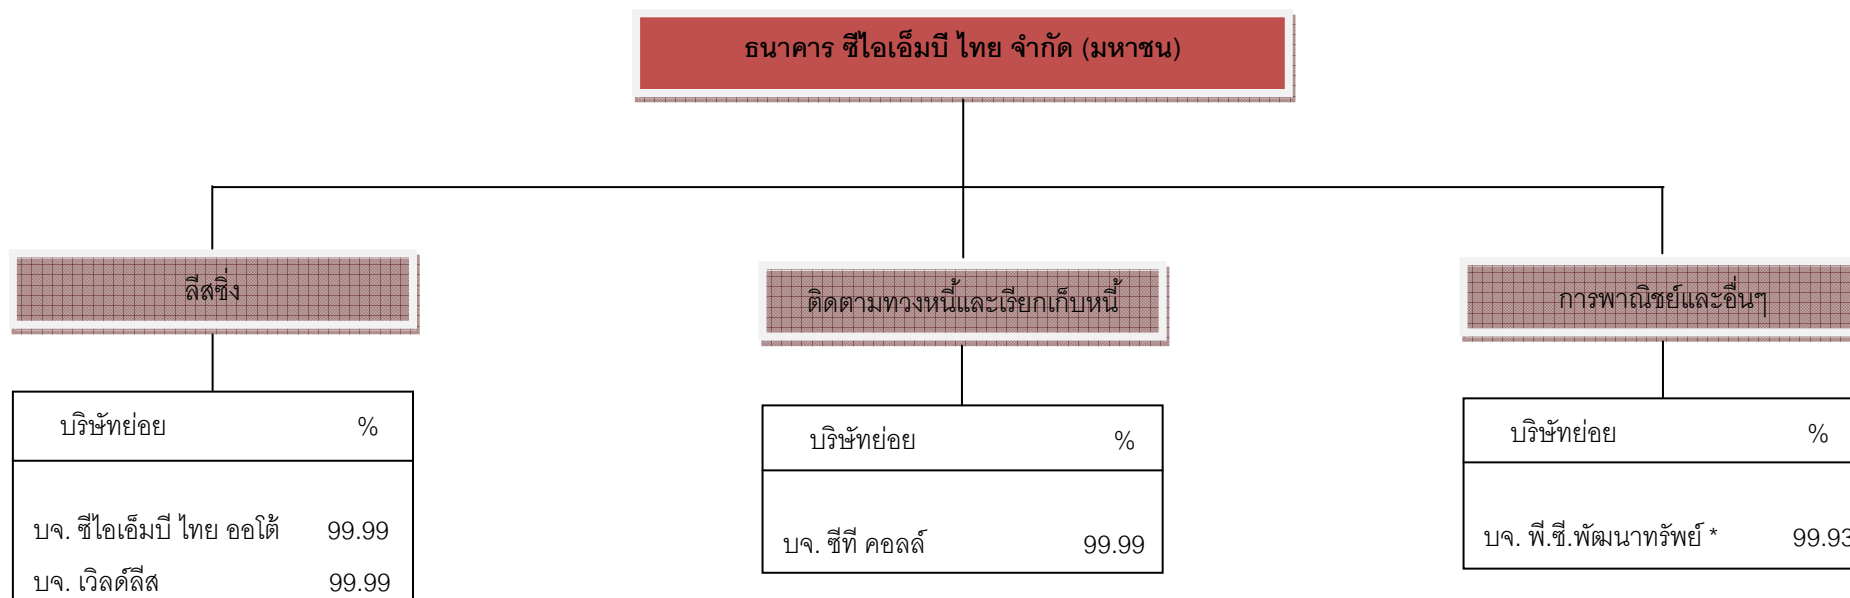 ธนาคาร ซีไอเอ็มบี ไทย จำกัด (มหาชน)
ลีสซิ่ง
บริษัทย่อย %
บจ. ซีไอเอ็มบี ไทย ออโต้ 99.99
บจ. เวิลด์ลีส 99.99
ติดตามทวงหนี้และเรียกเก็บหนี้
บริษัทย่อย %
บจ. ซีที คอลล์ 99.99
การพาณิชย์และอื่นๆ
บริษัทย่อย %
บจ. พี.ซี.พัฒนาทรัพย์ * 99.93